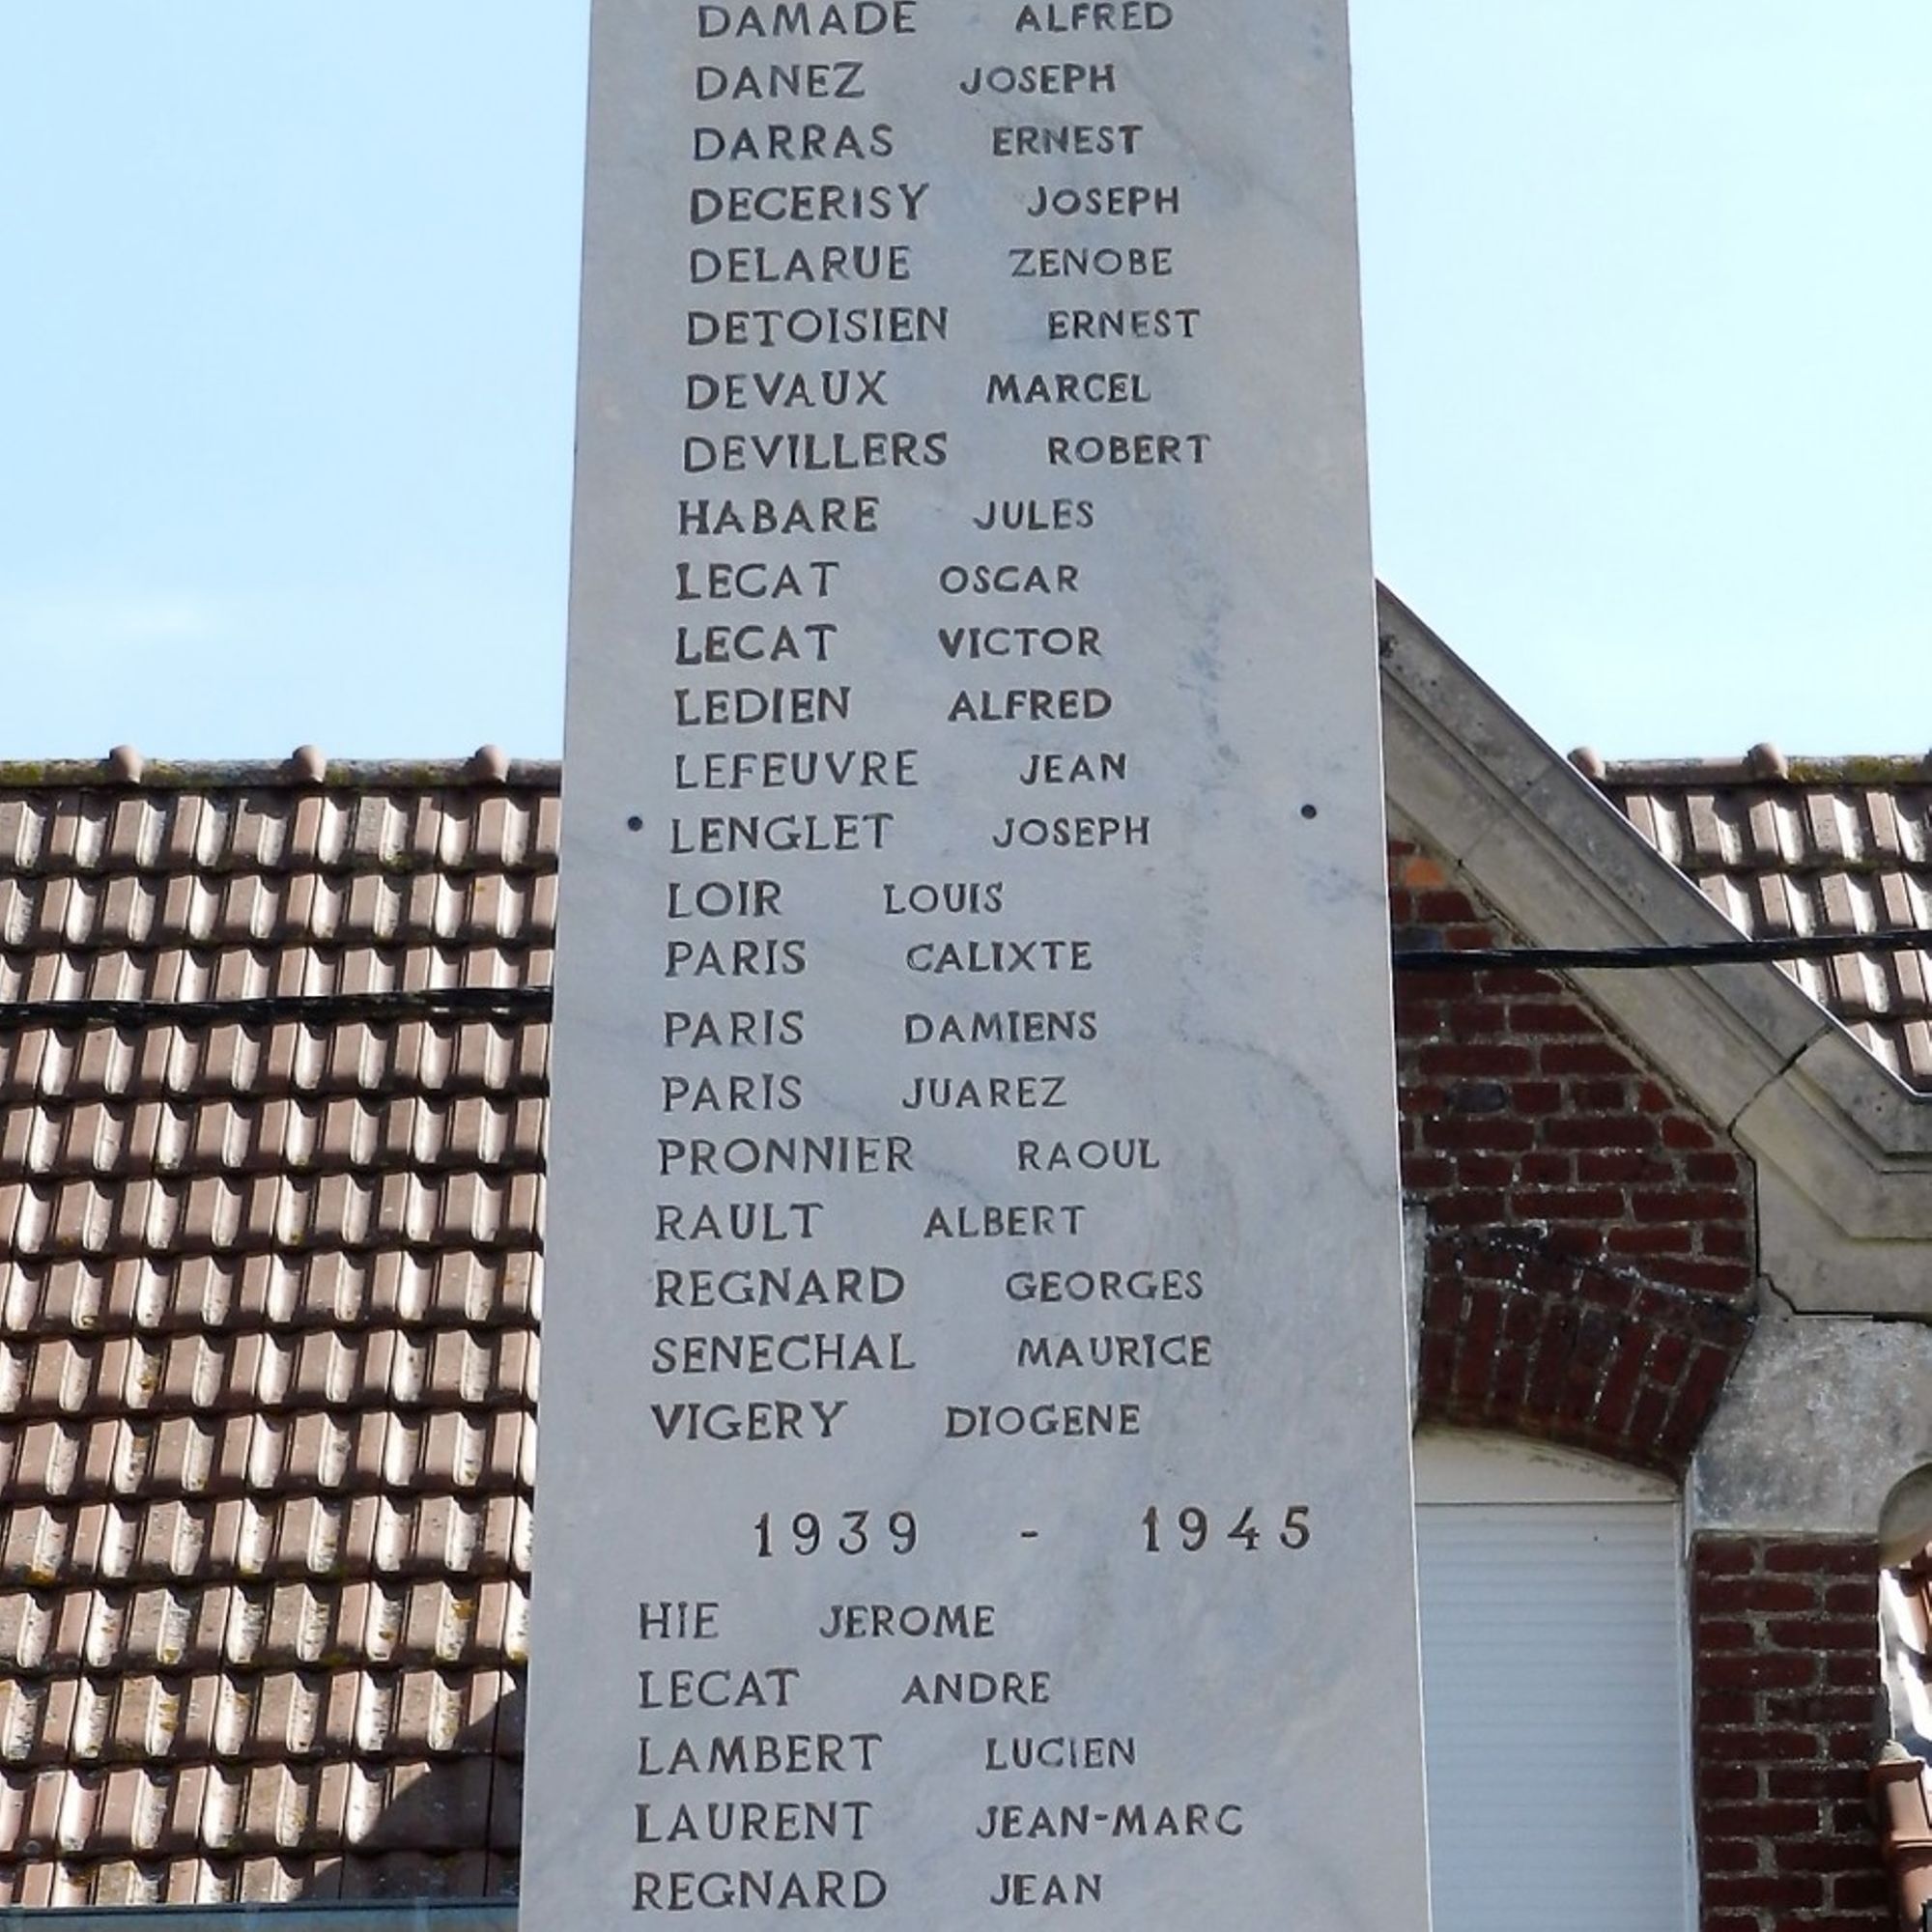 DAMADE ALFRED
DANEZ JOSEPH
DARRAS ERNEST
DECERISY JOSEPH
DELARUE ZENOBE
DETOISIEN ERNEST
DEVAUX MARCEL
DEVILLERS ROBERT
HABARE JULES
LECAT OSCAR
LECAT VICTOR
LEDIEN ALFRED
LEFEUVRE JEAN
LENGLET JOSEPH
LOIR LOUIS
PARIS CALIXTE
PARIS DAMIENS
PARIS JUAREZ
PRONNIER RAOUL
RAULT ALBERT
REGNARD GEORGES
SENECHAL MAURICE
VIGERY DIOGENE
1939 - 1945
HIE JEROME
LECAT ANDRE
LAMBERT LUCIEN
LAURENT JEAN-MARC
REGNARD JEAN